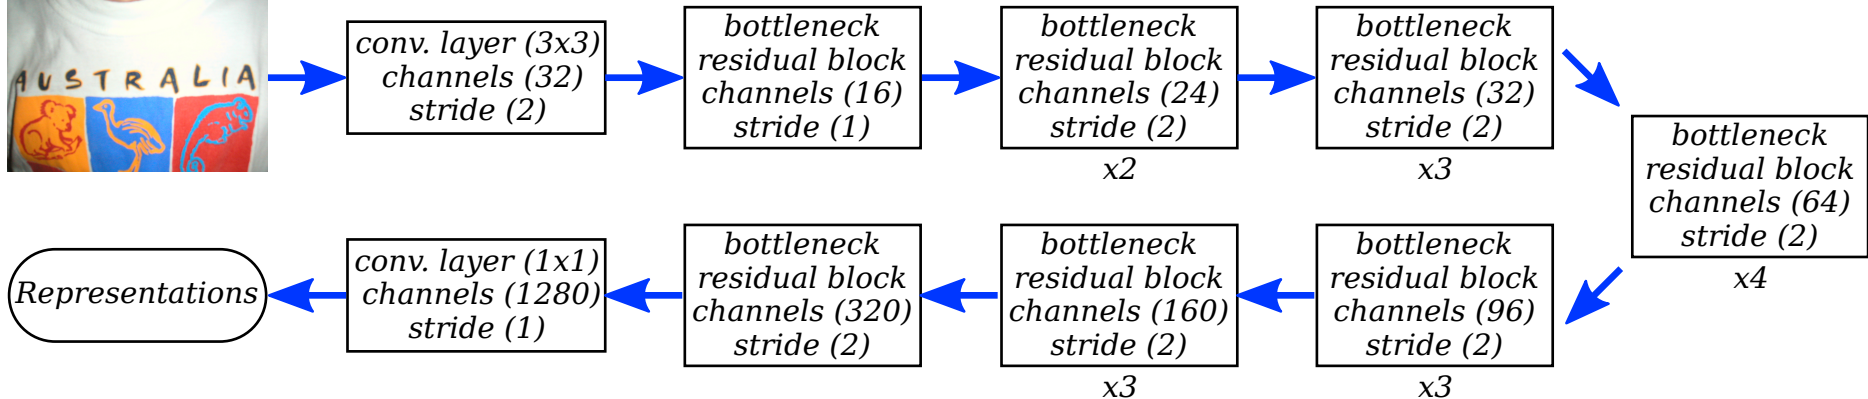 AUSTRALIA
conv. layer (3x3)
channels (32)
stride (2)
bottleneck
residual block
channels (16)
stride (1)
bottleneck
residual block
channels (24)
stride (2)
x2
bottleneck
residual block
channels (32)
stride (2)
x3
bottleneck
residual block
channels (64)
stride (2)
x4
bottleneck
residual block
channels (96)
stride (2)
x3
bottleneck
residual block
channels (160)
stride (2)
x3
bottleneck
residual block
channels (320)
stride (2)
conv. layer (1x1)
channels (1280)
stride (1)
Representations